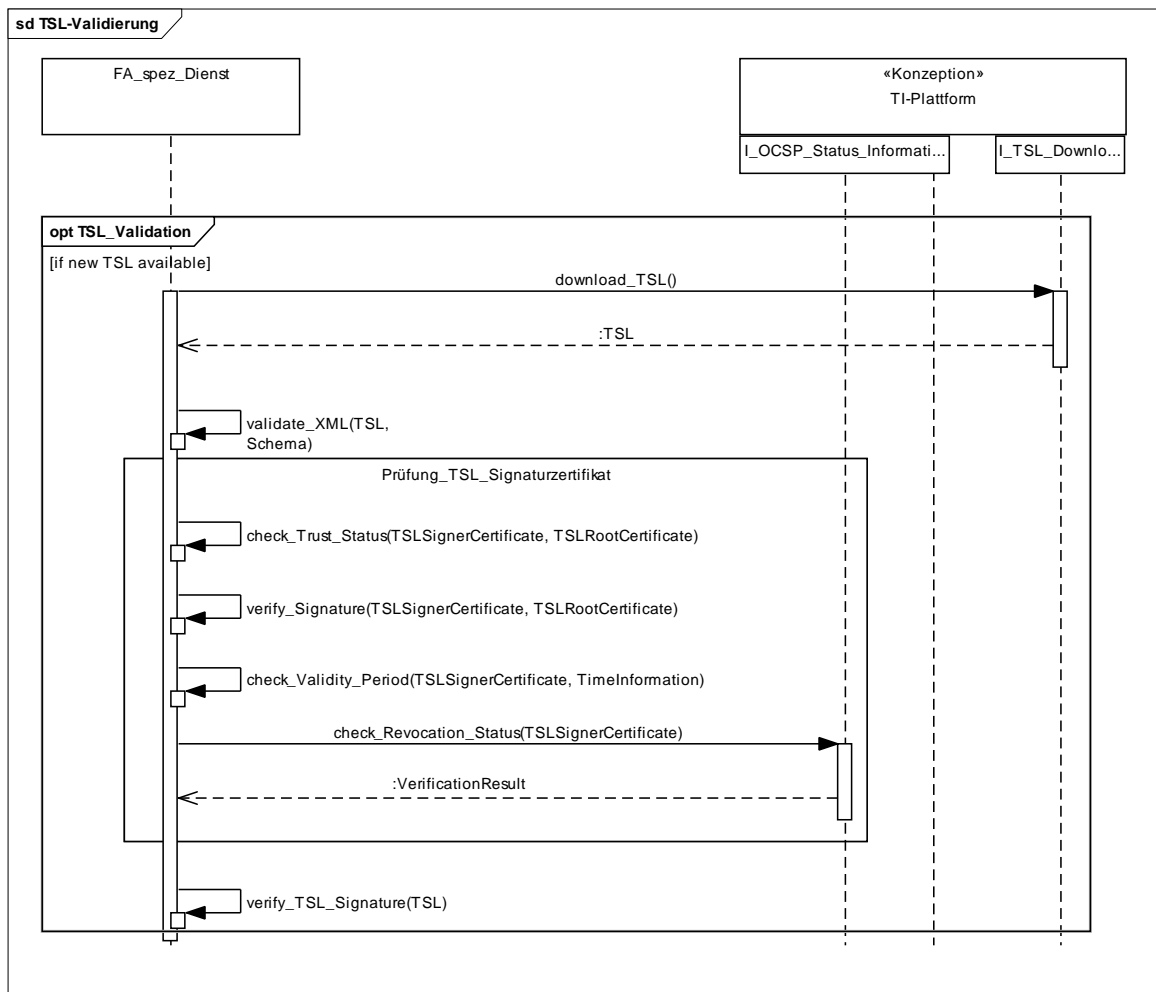 sd TSL-Validierung
FA_spez_Dienst
«Konzeption»
TI-Plattform
I_OCSP_Status_Informati...
I_TSL_Downlo...
opt TSL_Validation
[if new TSL available]
download_TSL()
:TSL
validate_XML(TSL,
Schema)
Prüfung_TSL_Signaturzertifikat
check_Trust_Status(TSLSignerCertificate, TSLRootCertificate)
verify_Signature(TSLSignerCertificate, TSLRootCertificate)
check_Validity_Period(TSLSignerCertificate, TimeInformation)
check_Revocation_Status(TSLSignerCertificate)
:VerificationResult
verify_TSL_Signature(TSL)